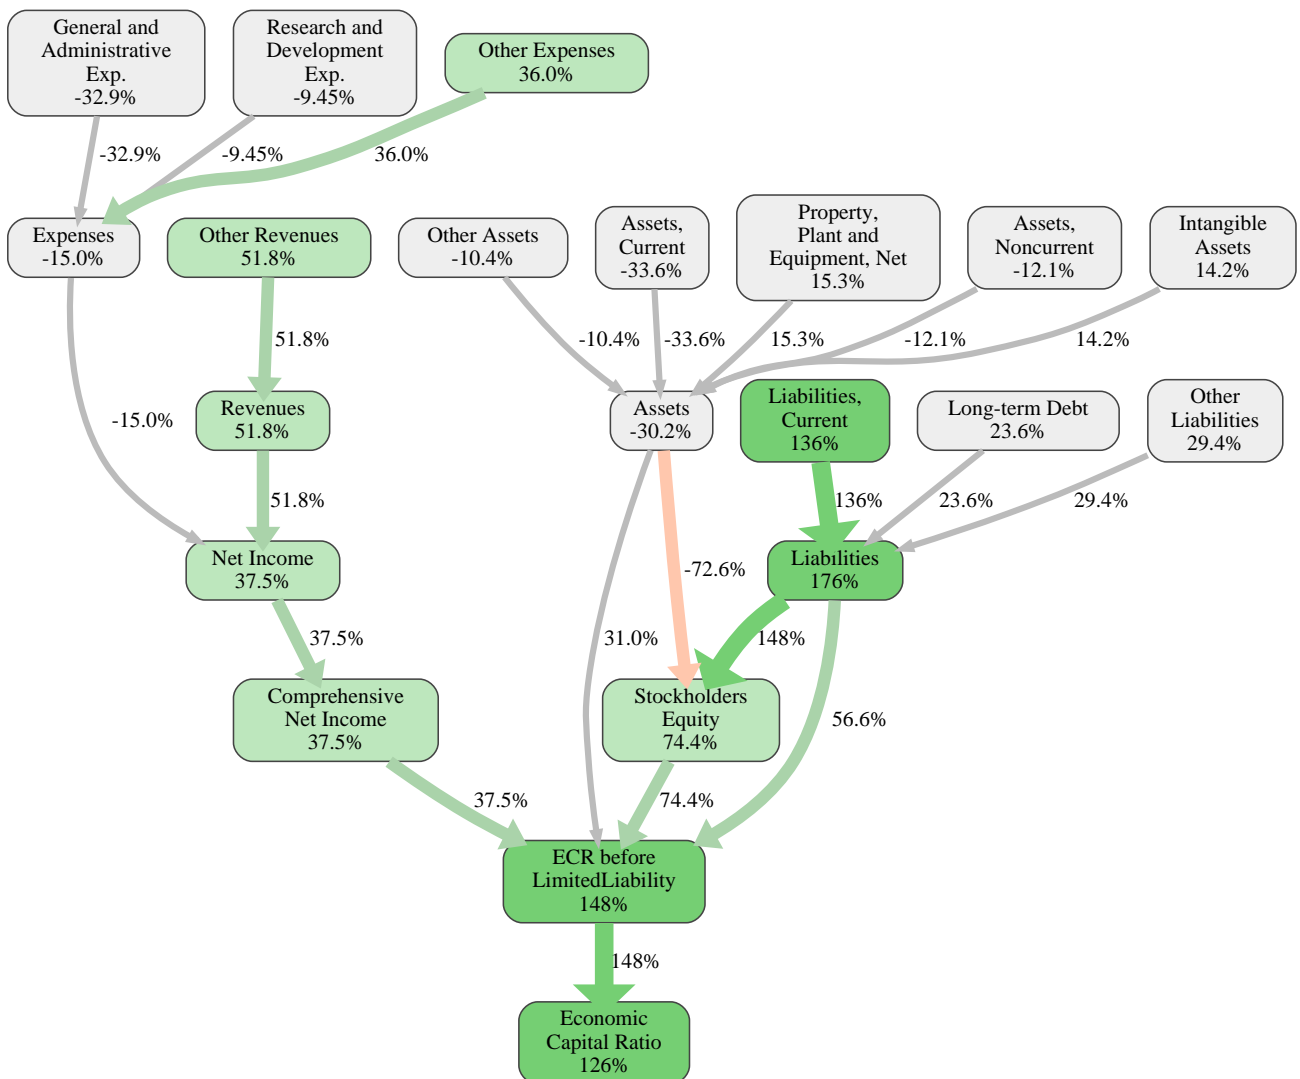 General and
Administrative
Exp.
-32.9%
Research and
Development
Exp.
-9.45%
Other Expenses
36.0%
-32.9%
-9.45%
36.0%
Expenses
-15.0%
Other Revenues
51.8%
Other Assets
-10.4%
Assets,
Current
-33.6%
Property,
Plant and
Equipment, Net
15.3%
Assets,
Noncurrent
-12.1%
Intangible
Assets
14.2%
51.8%
-10.4%
-33.6%
15.3%
-12.1%
14.2%
-15.0%
Revenues
51.8%
Assets
-30.2%
Liabilities,
Current
136%
Long-term Debt
23.6%
Other
Liabilities
29.4%
51.8%
136%
23.6%
29.4%
Net Income
37.5%
-72.6%
Liabilities
176%
37.5%
31.0%
148%
Comprehensive
Net Income
37.5%
Stockholders
Equity
74.4%
56.6%
37.5%
74.4%
ECR before
LimitedLiability
148%
148%
Economic
Capital Ratio
126%